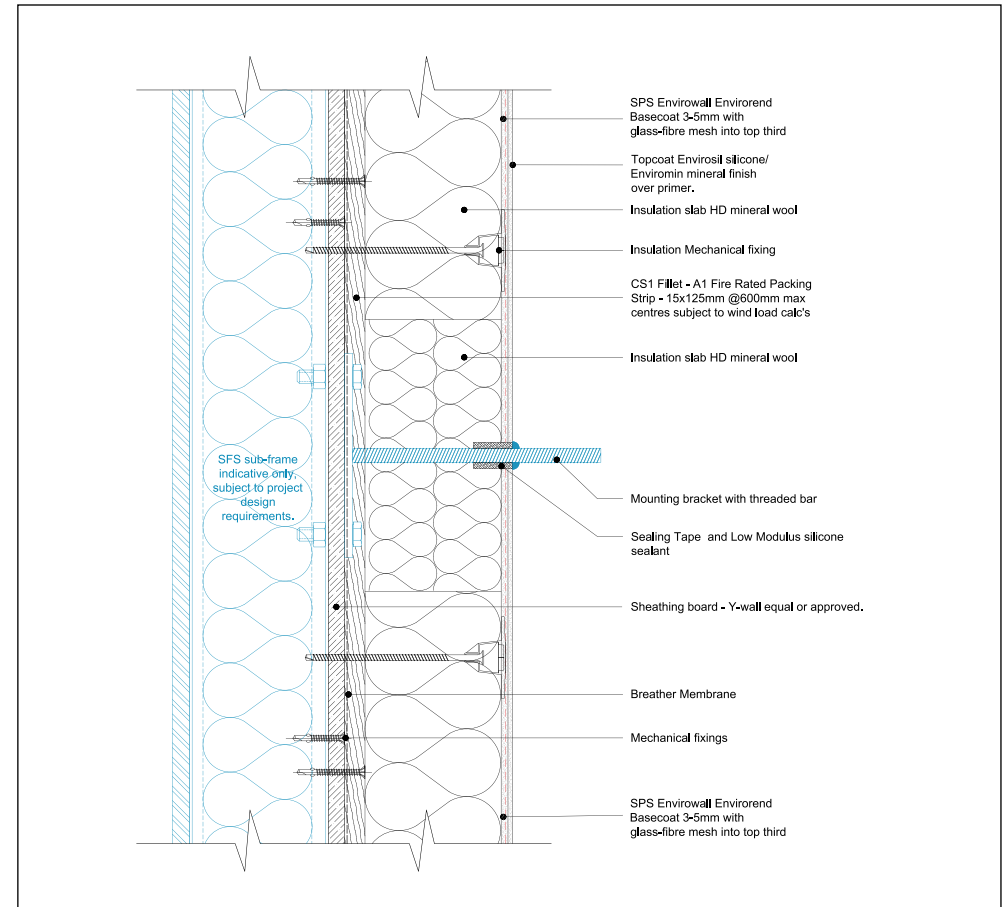 SPS Envirowall Envirorend
Basecoat 3-5mm with
glass-fibre mesh into top third
Topcoat Envirosil silicone/
Enviromin mineral finish
over primer.
Insulation slab HD mineral wool
Insulation Mechanical fixing
CS1 Fillet - A1 Fire Rated Packing
Strip - 15x125mm @600mm max
centres subject to wind load calc's
Insulation slab HD mineral wool
SFS sub-frame
indicative only,
subject to project
design
requirements.
Mounting bracket with threaded bar
Sealing Tape and Low Modulus silicone
sealant
Sheathing board - Y-wall equal or approved.
Breather Membrane
Mechanical fixings
SPS Envirowall Envirorend
Basecoat 3-5mm with
glass-fibre mesh into top third